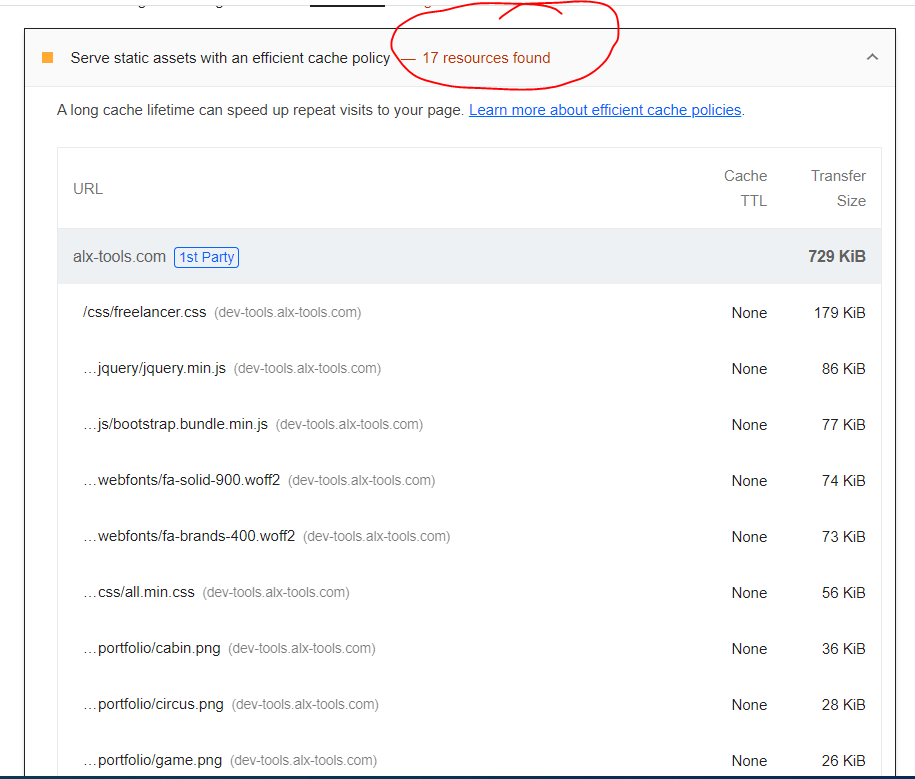 Serve static assets with an efficient cache policy — 17 resources found
A long cache lifetime can speed up repeat visits to your page. Learn more about efficient cache policies.
URL Cache TTL Transfer Size
alx-tools.com 1st Party 729 KiB
/css/freelancer.css (dev-tools.alx-tools.com) None 179 KiB
…jquery/jquery.min.js (dev-tools.alx-tools.com) None 86 KiB
…js/bootstrap.bundle.min.js (dev-tools.alx-tools.com) None 77 KiB
…webfonts/fa-solid-900.woff2 (dev-tools.alx-tools.com) None 74 KiB
…webfonts/fa-brands-400.woff2 (dev-tools.alx-tools.com) None 73 KiB
…css/all.min.css (dev-tools.alx-tools.com) None 56 KiB
…portfolio/cabin.png (dev-tools.alx-tools.com) None 36 KiB
…portfolio/circus.png (dev-tools.alx-tools.com) None 28 KiB
…portfolio/game.png (dev-tools.alx-tools.com) None 26 KiB